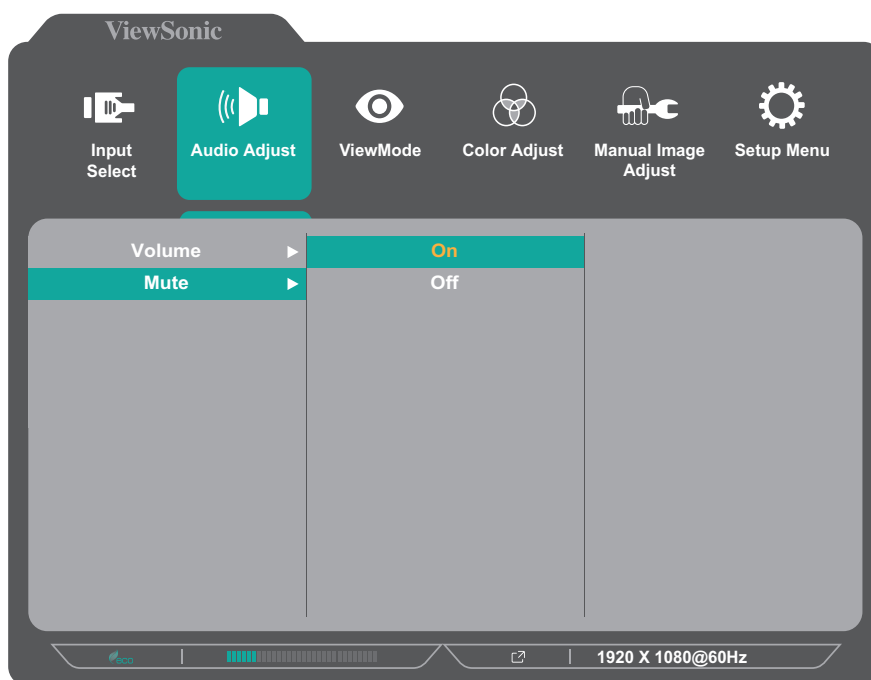 ViewSonic
Input
Select
Audio Adjust
ViewMode
Color Adjust
Manual Image
Adjust
Setup Menu
Volume
On
Mute
Off
eco
1920 X 1080@60Hz